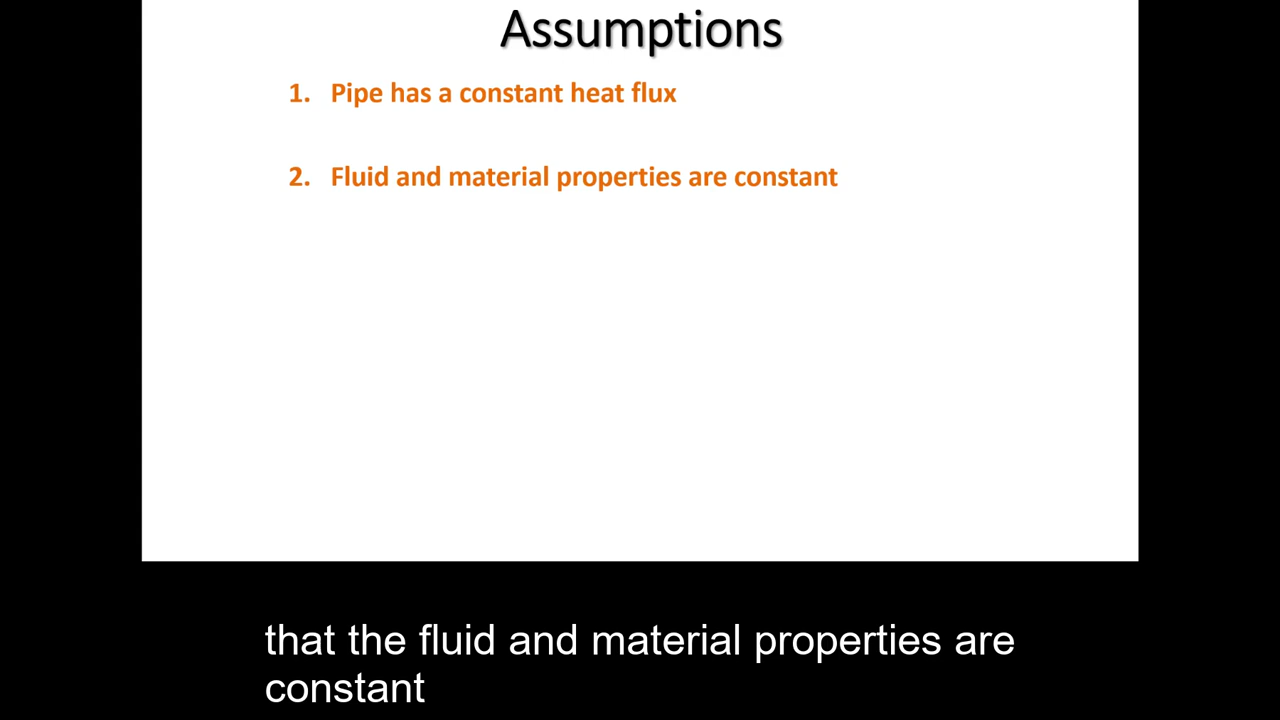 Assumptions
1. Pipe has a constant heat flux
2. Fluid and material properties are constant
that the fluid and material properties are
constant